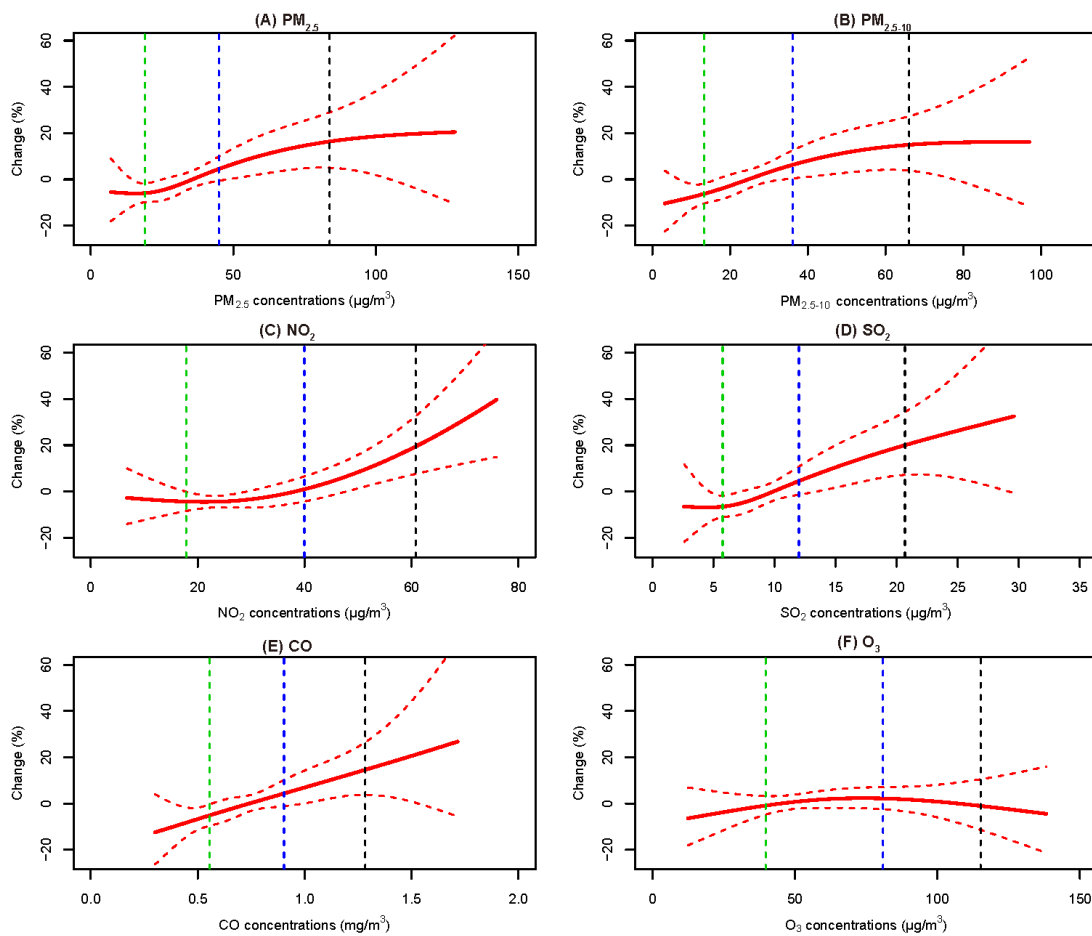 (A) PM2.5
Change (%)
60
40
20
0
−20
0 50 100 150
PM2.5 concentrations (μg/m3)
(B) PM2.5-10
Change (%)
60
40
20
0
−20
0 20 40 60 80 100
PM2.5-10 concentrations (μg/m3)
(C) NO2
Change (%)
60
40
20
0
−20
0 20 40 60 80
NO2 concentrations (μg/m3)
(D) SO2
Change (%)
60
40
20
0
−20
0 5 10 15 20 25 30 35
SO2 concentrations (μg/m3)
(E) CO
Change (%)
60
40
20
0
−20
0.0 0.5 1.0 1.5 2.0
CO concentrations (mg/m3)
(F) O3
Change (%)
60
40
20
0
−20
0 50 100 150
O3 concentrations (μg/m3)